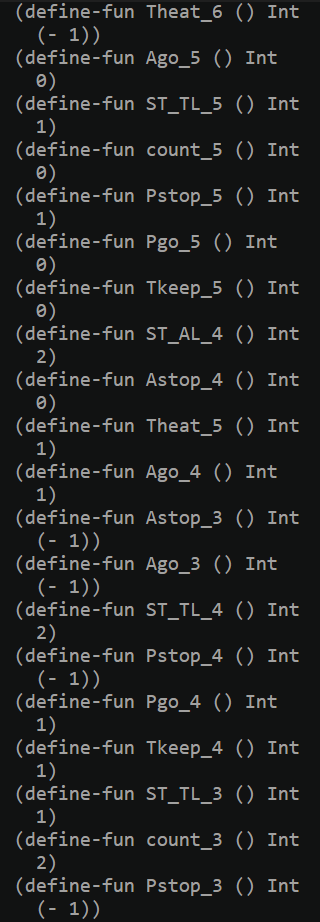 (define-fun Theat_6 () Int
  (- 1))
(define-fun Ago_5 () Int
  0)
(define-fun ST_TL_5 () Int
  1)
(define-fun count_5 () Int
  0)
(define-fun Pstop_5 () Int
  1)
(define-fun Pgo_5 () Int
  0)
(define-fun Tkeep_5 () Int
  0)
(define-fun ST_AL_4 () Int
  2)
(define-fun Astop_4 () Int
  0)
(define-fun Theat_5 () Int
  1)
(define-fun Ago_4 () Int
  1)
(define-fun Astop_3 () Int
  (- 1))
(define-fun Ago_3 () Int
  (- 1))
(define-fun ST_TL_4 () Int
  2)
(define-fun Pstop_4 () Int
  (- 1))
(define-fun Pgo_4 () Int
  1)
(define-fun Tkeep_4 () Int
  1)
(define-fun ST_TL_3 () Int
  1)
(define-fun count_3 () Int
  2)
(define-fun Pstop_3 () Int
  (- 1))